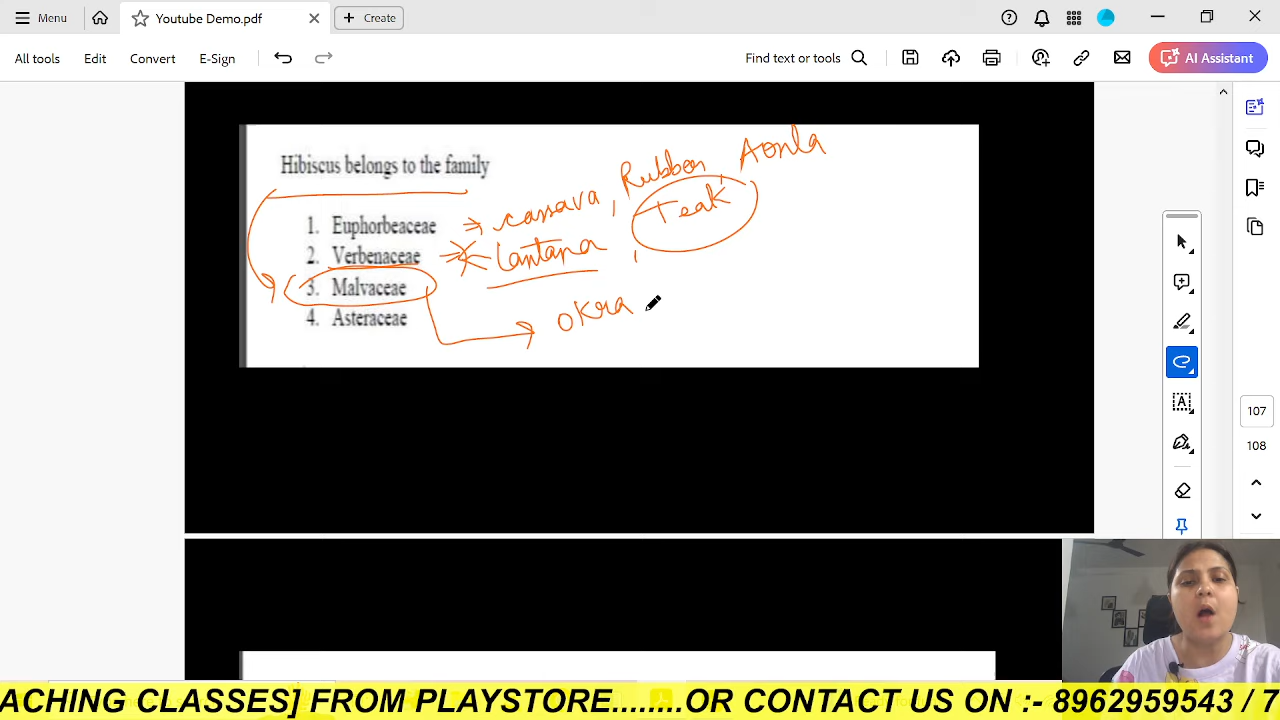 Menu Youtube Demo.pdf Create
All tools Edit Convert E-Sign Find text or tools AI Assistant
Hibiscus belongs to the family
1. Euphorbeaceae ⇒ cassava, Rubber, Aonla
2. Verbenaceae ⇒ Lantana, Teak
3. Malvaceae → okra
4. Asteraceae
107
108
ACHING CLASSES] FROM PLAYSTORE........OR CONTACT US ON :- 8962959543 / 7